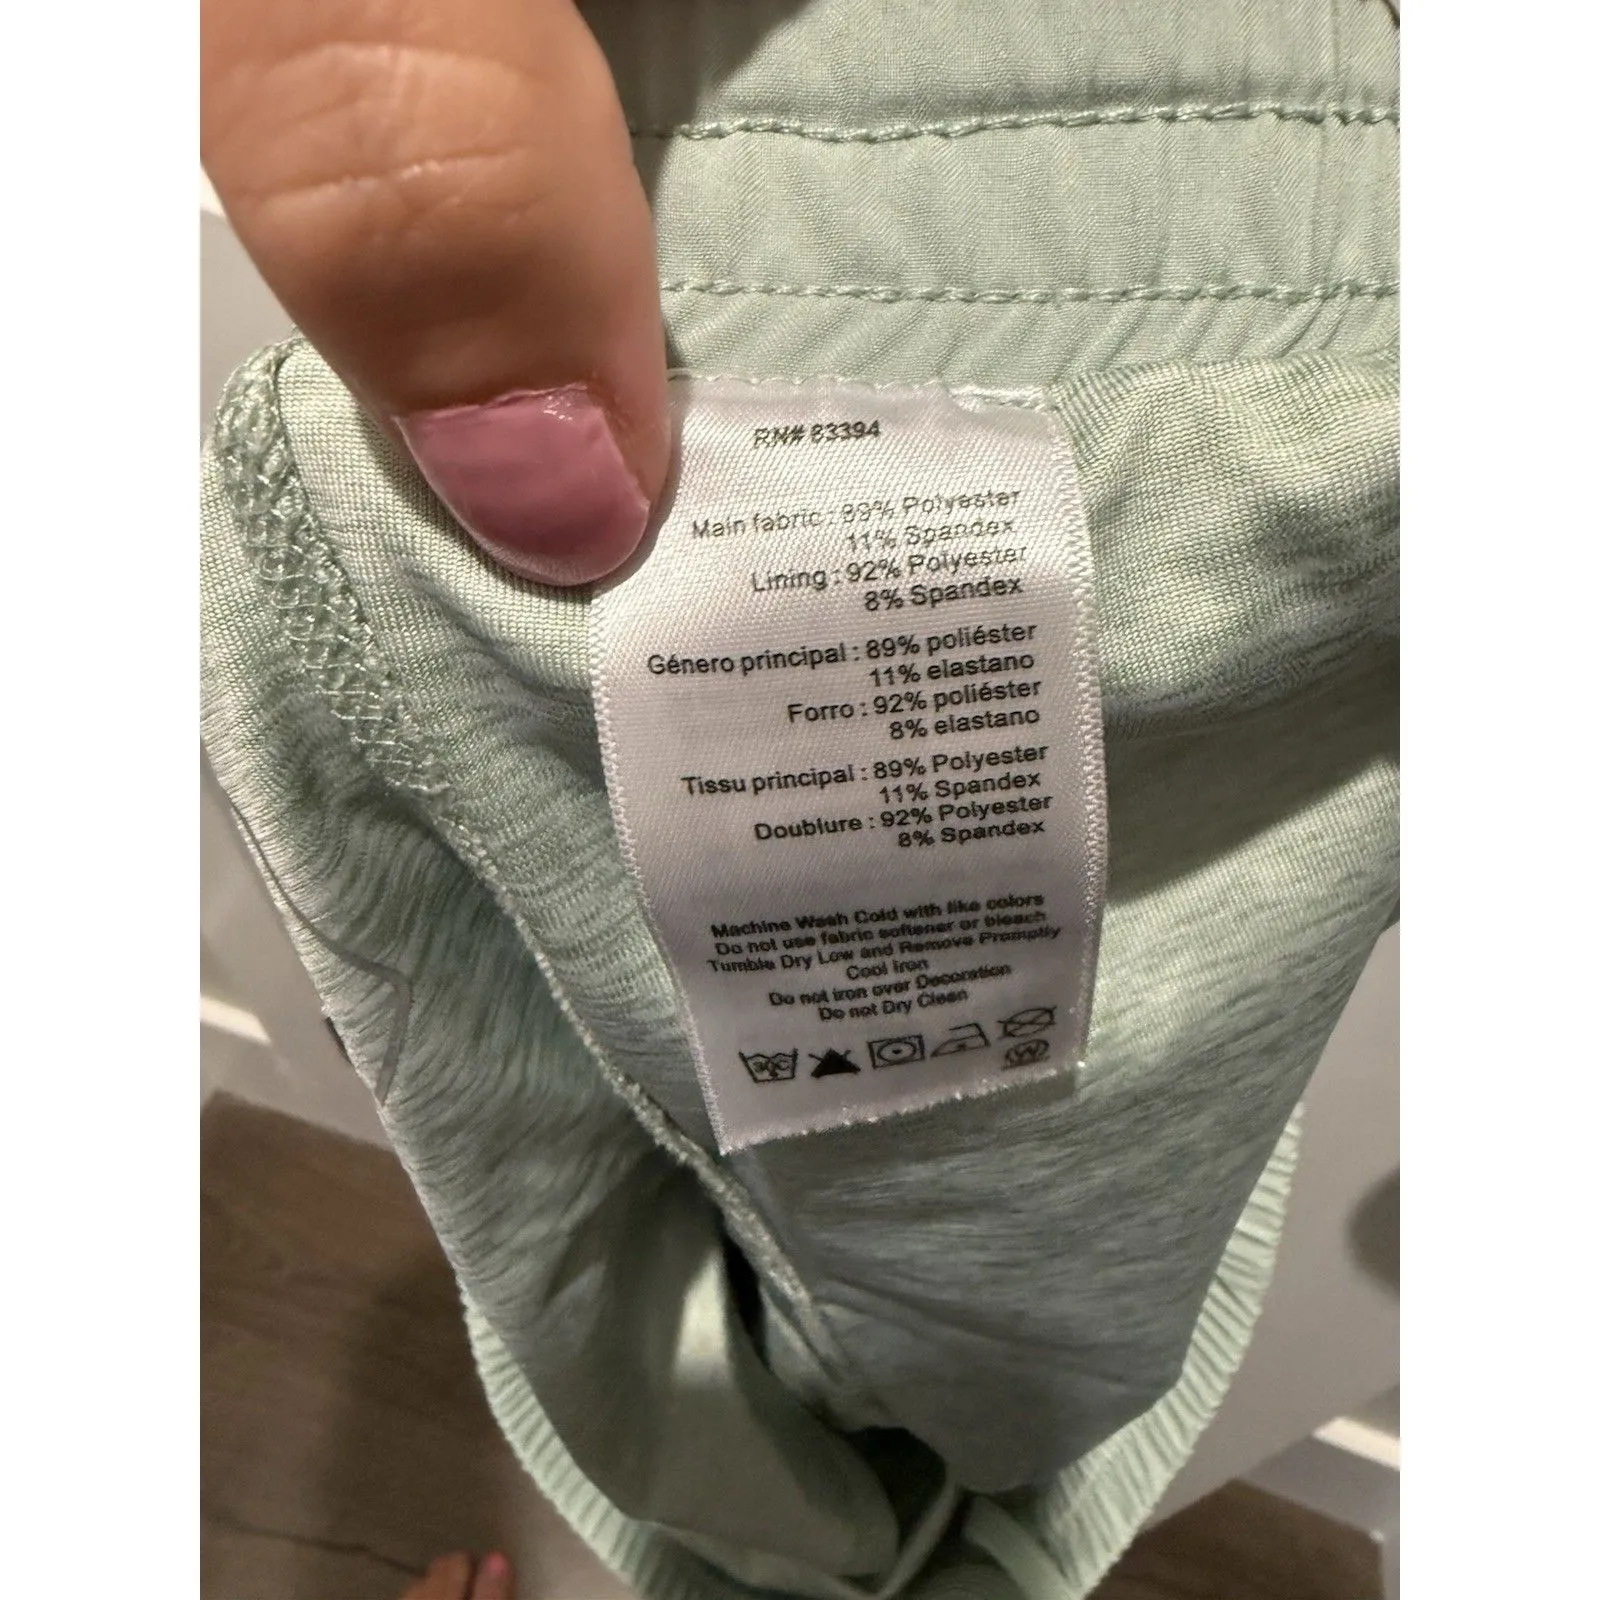 RN# 83394
Main fabric : 89% Polyester
11% Spandex
Lining : 92% Polyester
8% Spandex
Género principal : 89% poliéster
11% elastano
Forro : 92% poliéster
8% elastano
Tissu principal : 89% Polyester
11% Spandex
Doublure : 92% Polyester
8% Spandex
Machine Wash Cold with like colors
Do not use fabric softener or bleach
Tumble Dry Low and Remove Promptly
Cool Iron
Do not iron over Decoration
Do not Dry Clean
30C
W